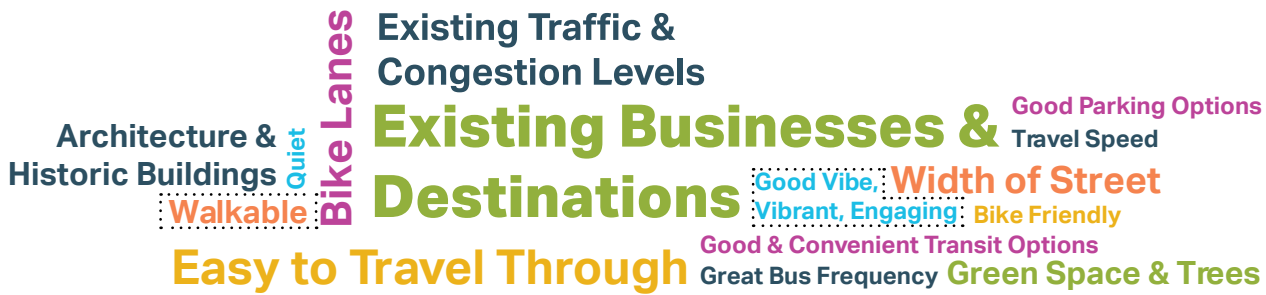 Existing Traffic &
Congestion Levels
Bike Lanes
Existing Businesses &
Destinations
Good Parking Options
Travel Speed
Architecture &
Historic Buildings
Quiet
Walkable
Good Vibe,
Vibrant, Engaging
Width of Street
Bike Friendly
Easy to Travel Through
Good & Convenient Transit Options
Great Bus Frequency
Green Space & Trees